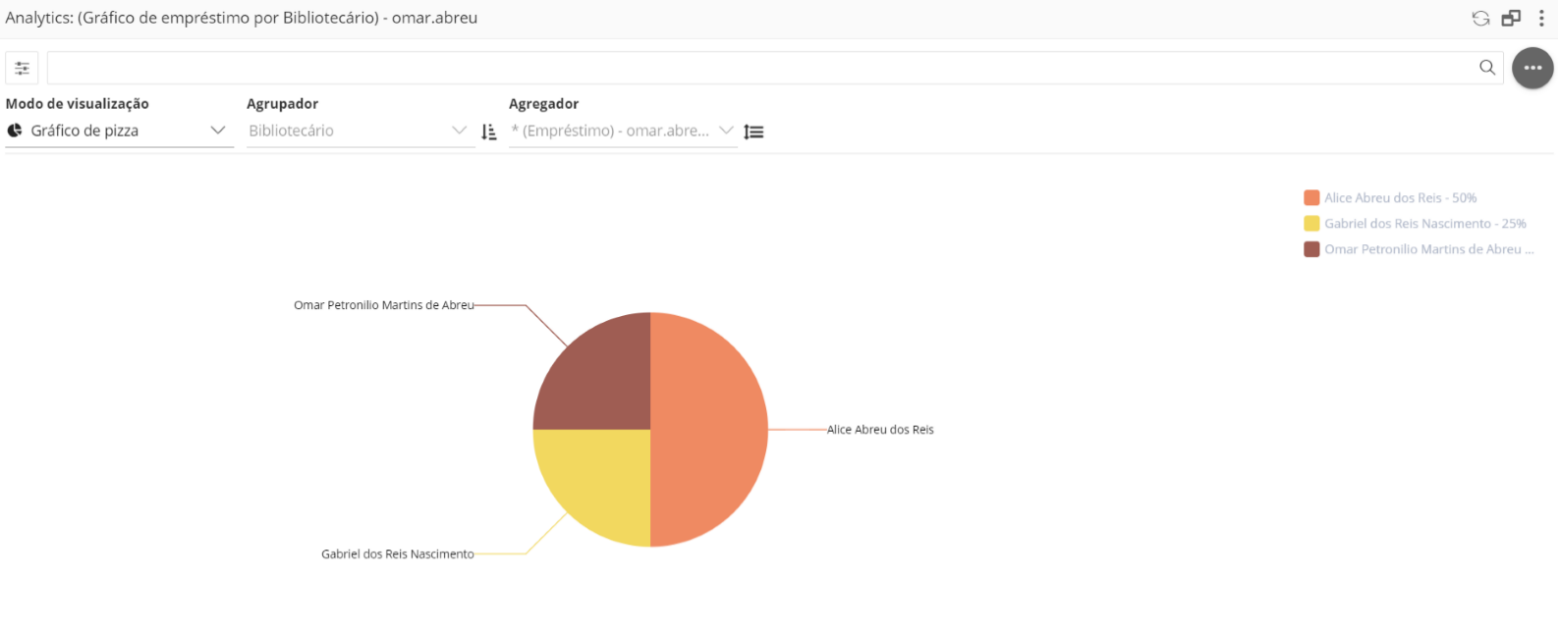 Analytics: (Gráfico de empréstimo por Bibliotecário) - omar.abreu
Modo de visualização
Agrupador
Agregador
Gráfico de pizza
Bibliotecário
* (Empréstimo) - omar.abre...
Alice Abreu dos Reis - 50%
Gabriel dos Reis Nascimento - 25%
Omar Petronilio Martins de Abreu ...
Omar Petronilio Martins de Abreu
Alice Abreu dos Reis
Gabriel dos Reis Nascimento